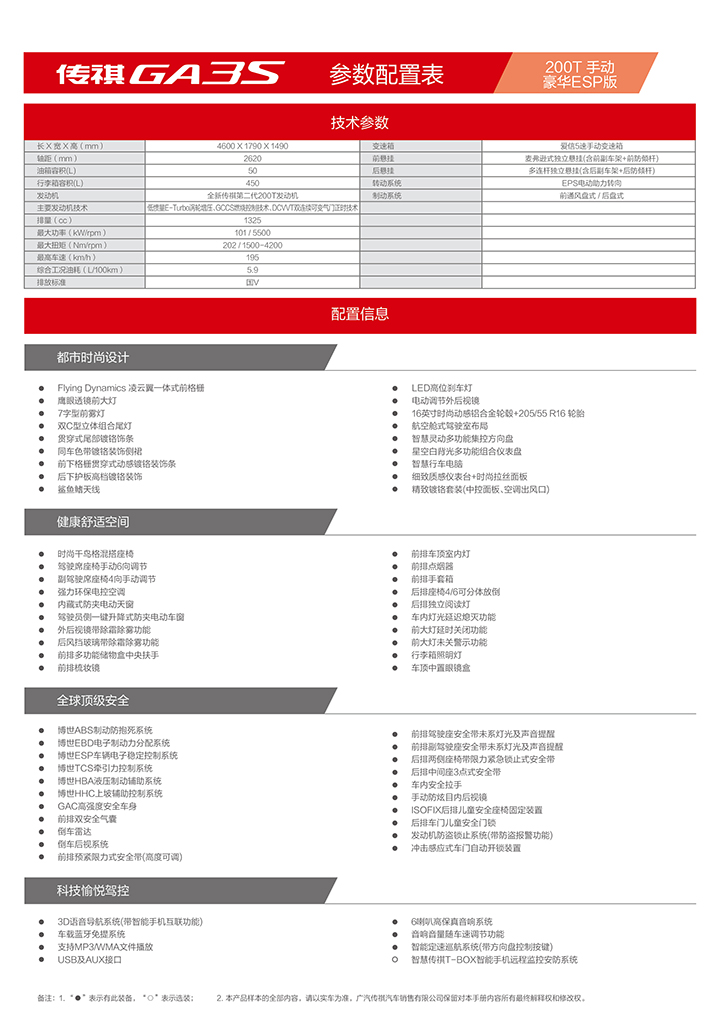 传祺GA3S 参数配置表 200T 手动
豪华ESP版
技术参数
长 X 宽 X 高（mm） 4600 X 1790 X 1490 变速箱 爱信5速手动变速箱
轴距（mm） 2620 前悬挂 麦弗逊式独立悬挂(含前副车架+前防倾杆)
油箱容积(L) 50 后悬挂 多连杆独立悬挂(含后副车架+后防倾杆)
行李箱容积(L) 450 转动系统 EPS电动助力转向
发动机 全新传祺第二代200T发动机 制动系统 前通风盘式 / 后盘式
主要发动机技术 低惯量E-Turbo涡轮增压、GCCS燃烧控制技术、DCVVT双连续可变气门正时技术
排量（cc） 1325
最大功率（kW/rpm） 101 / 5500
最大扭矩（Nm/rpm） 202 / 1500~4200
最高车速（km/h） 195
综合工况油耗（L/100km） 5.9
排放标准 国V
配置信息
都市时尚设计
● Flying Dynamics 凌云翼一体式前格栅
● 鹰眼透镜前大灯
● 7字型前雾灯
● 双C型立体组合尾灯
● 贯穿式尾部镀铬饰条
● 同车色带镀铬装饰侧裙
● 前下格栅贯穿式动感镀铬装饰条
● 后下护板高档镀铬装饰
● 鲨鱼鳍天线
● LED高位刹车灯
● 电动调节外后视镜
● 16英寸时尚动感铝合金轮毂+205/55 R16 轮胎
● 航空舱式驾驶室布局
● 智慧灵动多功能集控方向盘
● 星空白背光多功能组合仪表盘
● 智慧行车电脑
● 细致质感仪表台+时尚拉丝面板
● 精致镀铬套装(中控面板、空调出风口)
健康舒适空间
● 时尚千鸟格混搭座椅
● 驾驶席座椅手动6向调节
● 副驾驶席座椅4向手动调节
● 强力环保电控空调
● 内藏式防夹电动天窗
● 驾驶员侧一键升降式防夹电动车窗
● 外后视镜带除霜除雾功能
● 后风挡玻璃带除霜除雾功能
● 前排多功能储物盒中央扶手
● 前排梳妆镜
● 前排车顶室内灯
● 前排点烟器
● 前排手套箱
● 后排座椅4/6可分体放倒
● 后排独立阅读灯
● 车内灯光延迟熄灭功能
● 前大灯延时关闭功能
● 前大灯未关警示功能
● 行李箱照明灯
● 车顶中置眼镜盒
全球顶级安全
● 博世ABS制动防抱死系统
● 博世EBD电子制动力分配系统
● 博世ESP车辆电子稳定控制系统
● 博世TCS牵引力控制系统
● 博世HBA液压制动辅助系统
● 博世HHC上坡辅助控制系统
● GAC高强度安全车身
● 前排双安全气囊
● 倒车雷达
● 倒车后视系统
● 前排预紧限力式安全带(高度可调)
● 前排驾驶座安全带未系灯光及声音提醒
● 前排副驾驶座安全带未系灯光及声音提醒
● 后排两侧座椅带限力紧急锁止式安全带
● 后排中间座3点式安全带
● 车内安全拉手
● 手动防炫目内后视镜
● ISOFIX后排儿童安全座椅固定装置
● 后排车门儿童安全门锁
● 发动机防盗锁止系统(带防盗报警功能)
● 冲击感应式车门自动开锁装置
科技愉悦驾控
● 3D语音导航系统(带智能手机互联功能)
● 车载蓝牙免提系统
● 支持MP3/WMA文件播放
● USB及AUX接口
● 6喇叭高保真音响系统
● 音响音量随车速调节功能
● 智能定速巡航系统(带方向盘控制按键)
○ 智慧传祺T-BOX智能手机远程监控安防系统
备注：1. “●”表示有此装备，“○”表示选装； 2. 本产品样本的全部内容，请以实车为准，广汽传祺汽车销售有限公司保留对本手册内容所有最终解释权和修改权。